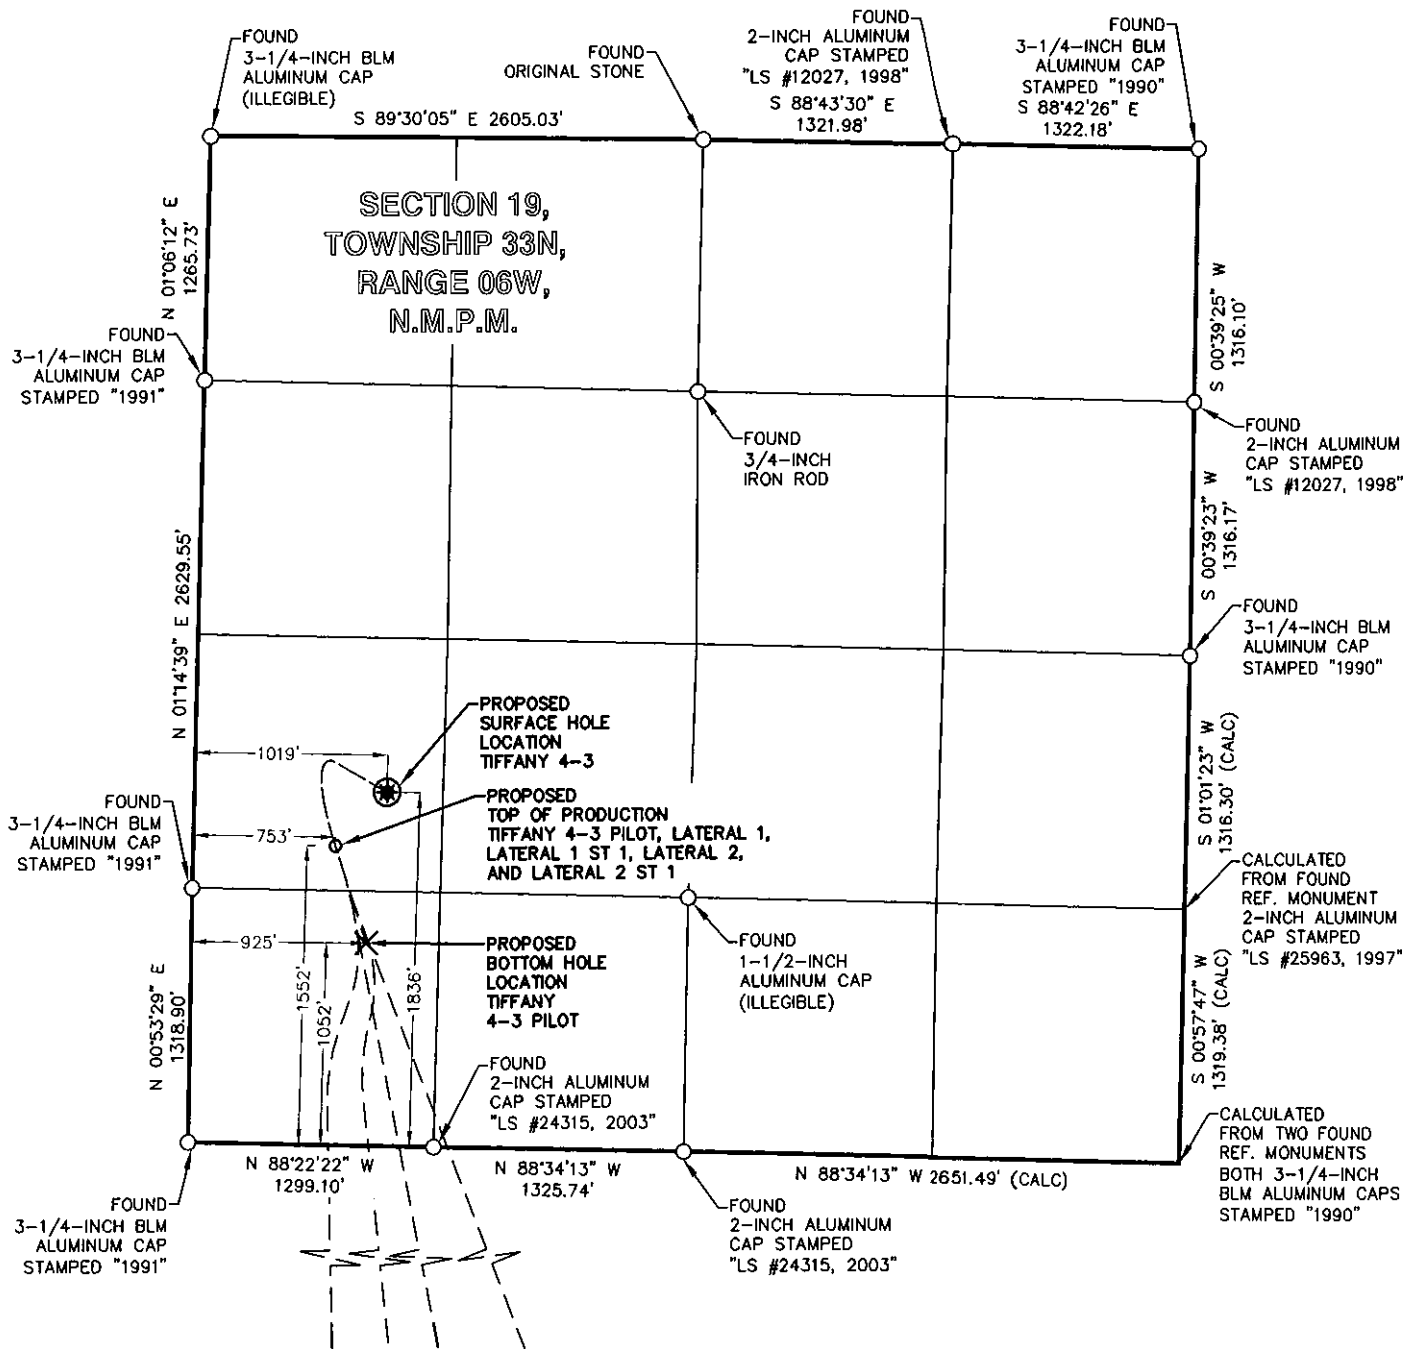 FOUND
3-1/4-INCH BLM
ALUMINUM CAP
(ILLEGIBLE)
FOUND
ORIGINAL STONE
FOUND
2-INCH ALUMINUM
CAP STAMPED
"LS #12027, 1998"
FOUND
3-1/4-INCH BLM
ALUMINUM CAP
STAMPED "1990"
S 89°30'05" E 2605.03'
S 88°43'30" E
1321.98'
S 88°42'26" E
1322.18'
SECTION 19,
TOWNSHIP 33N,
RANGE 06W,
N.M.P.M.
N 01°06'12" E
1265.73'
S 00°39'25" W
1316.10'
FOUND
3-1/4-INCH BLM
ALUMINUM CAP
STAMPED "1991"
FOUND
3/4-INCH
IRON ROD
FOUND
2-INCH ALUMINUM
CAP STAMPED
"LS #12027, 1998"
N 01°14'39" E 2629.55'
S 00°39'23" W
1316.17'
FOUND
3-1/4-INCH BLM
ALUMINUM CAP
STAMPED "1990"
PROPOSED
SURFACE HOLE
LOCATION
TIFFANY 4-3
1019'
S 01°01'23" W
1316.30' (CALC)
PROPOSED
TOP OF PRODUCTION
TIFFANY 4-3 PILOT, LATERAL 1,
LATERAL 1 ST 1, LATERAL 2,
AND LATERAL 2 ST 1
753'
FOUND
3-1/4-INCH BLM
ALUMINUM CAP
STAMPED "1991"
CALCULATED
FROM FOUND
REF. MONUMENT
2-INCH ALUMINUM
CAP STAMPED
"LS #25963, 1997"
925'
PROPOSED
BOTTOM HOLE
LOCATION
TIFFANY
4-3 PILOT
FOUND
1-1/2-INCH
ALUMINUM CAP
(ILLEGIBLE)
1552'
1052'
1836'
N 00°53'29" E
1318.90'
S 00°57'47" W
1319.38' (CALC)
FOUND
2-INCH ALUMINUM
CAP STAMPED
"LS #24315, 2003"
CALCULATED
FROM TWO FOUND
REF. MONUMENTS
BOTH 3-1/4-INCH
BLM ALUMINUM CAPS
STAMPED "1990"
N 88°22'22" W
1299.10'
N 88°34'13" W
1325.74'
N 88°34'13" W 2651.49' (CALC)
FOUND
3-1/4-INCH BLM
ALUMINUM CAP
STAMPED "1991"
FOUND
2-INCH ALUMINUM
CAP STAMPED
"LS #24315, 2003"